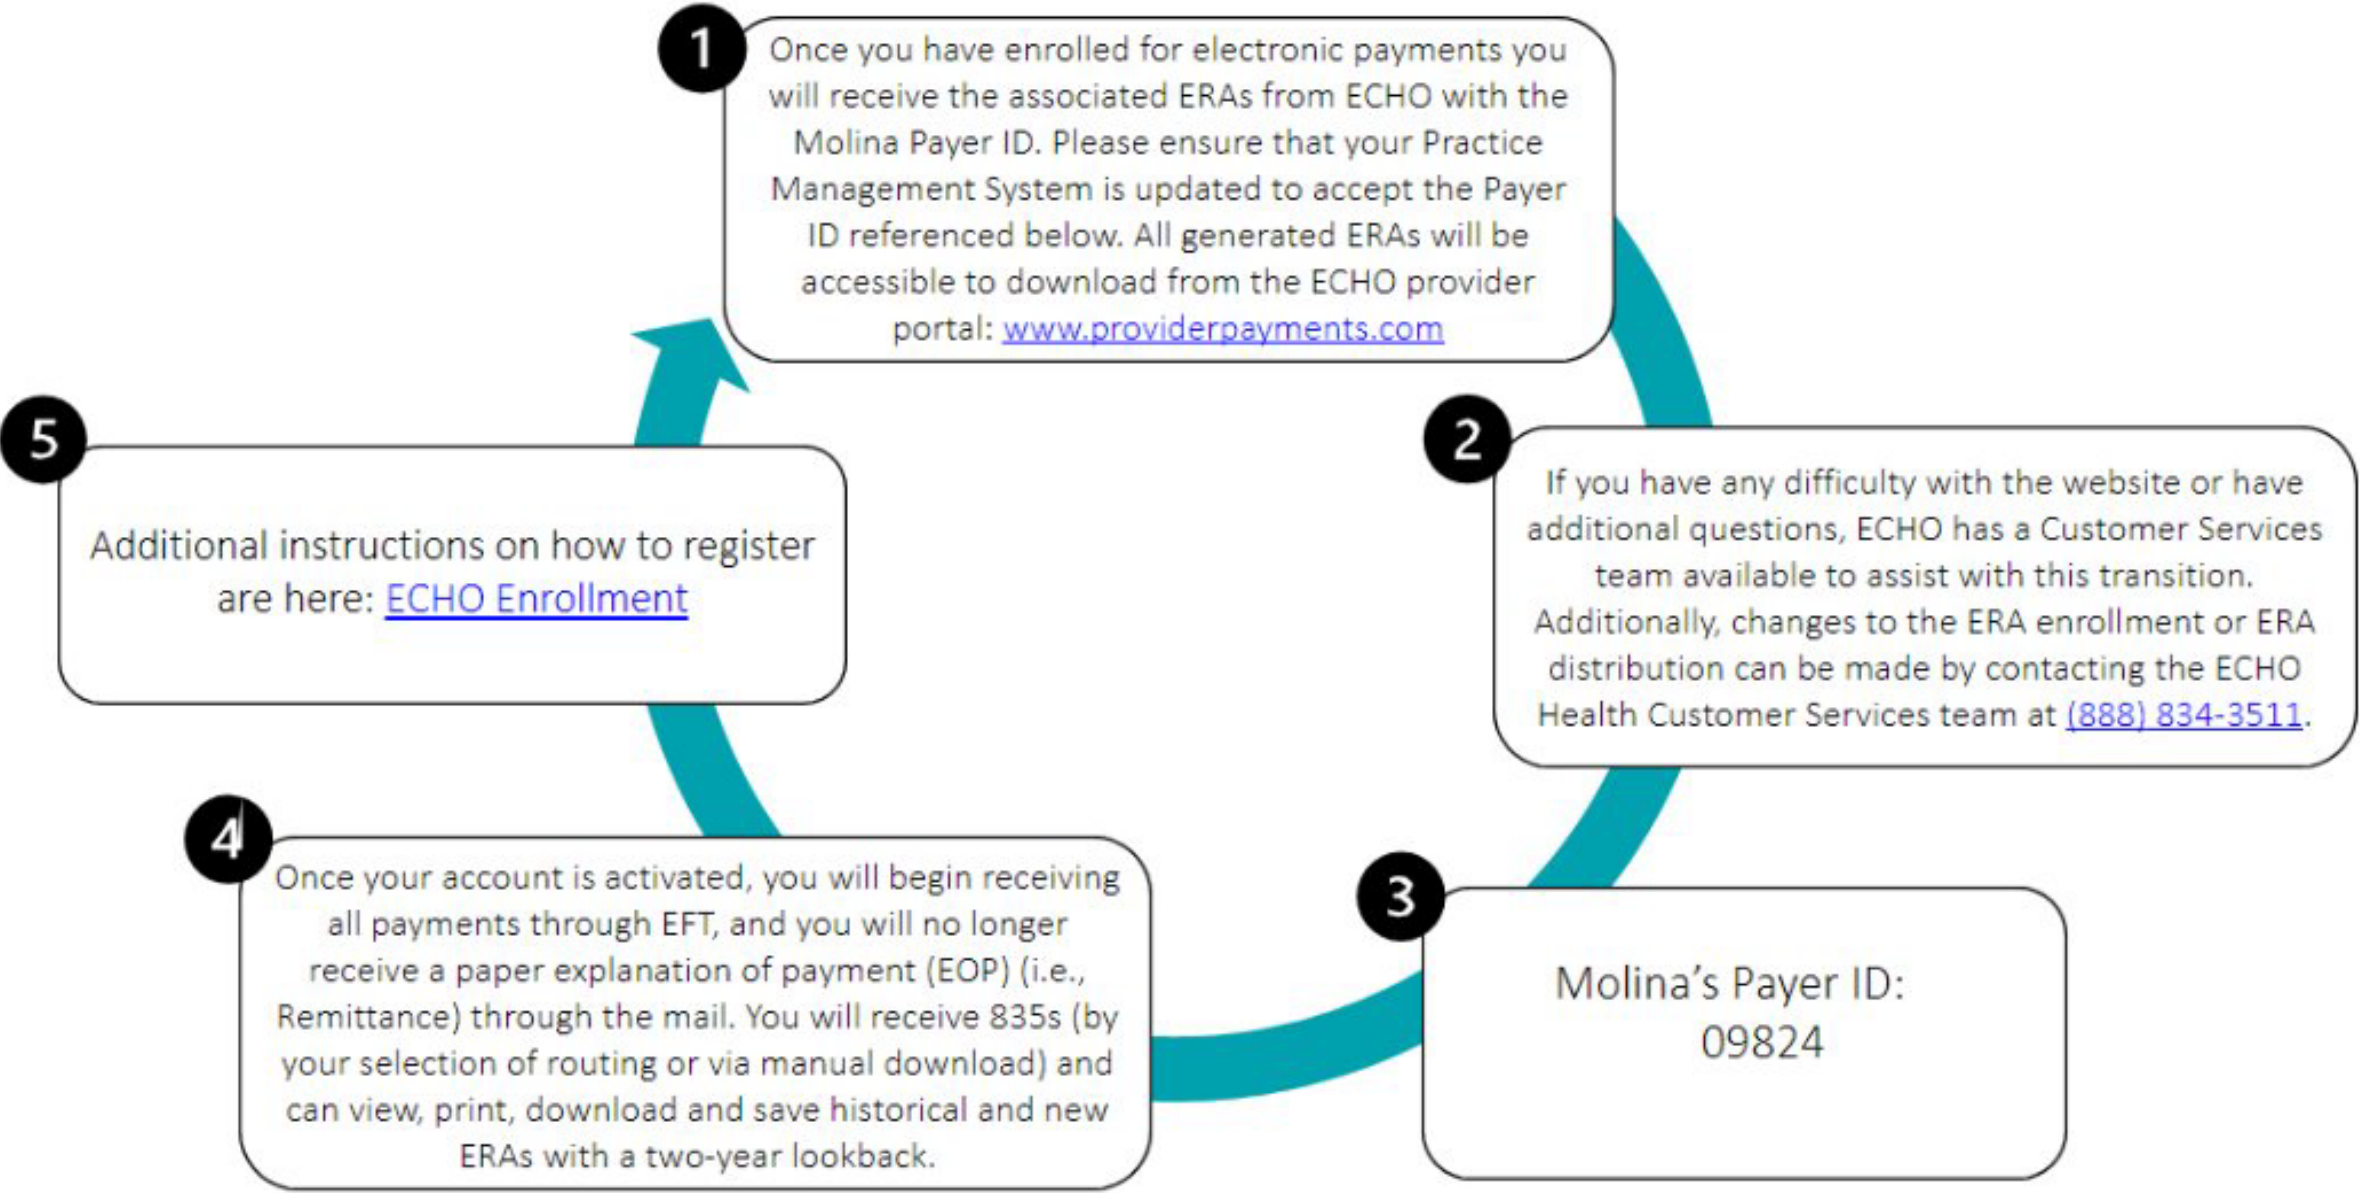 1
Once you have enrolled for electronic payments you
will receive the associated ERAs from ECHO with the
Molina Payer ID. Please ensure that your Practice
Management System is updated to accept the Payer
ID referenced below. All generated ERAs will be
accessible to download from the ECHO provider
portal: www.providerpayments.com
2
If you have any difficulty with the website or have
additional questions, ECHO has a Customer Services
team available to assist with this transition.
Additionally, changes to the ERA enrollment or ERA
distribution can be made by contacting the ECHO
Health Customer Services team at (888) 834-3511.
3
Molina’s Payer ID:
09824
4
Once your account is activated, you will begin receiving
all payments through EFT, and you will no longer
receive a paper explanation of payment (EOP) (i.e.,
Remittance) through the mail. You will receive 835s (by
your selection of routing or via manual download) and
can view, print, download and save historical and new
ERAs with a two-year lookback.
5
Additional instructions on how to register
are here: ECHO Enrollment